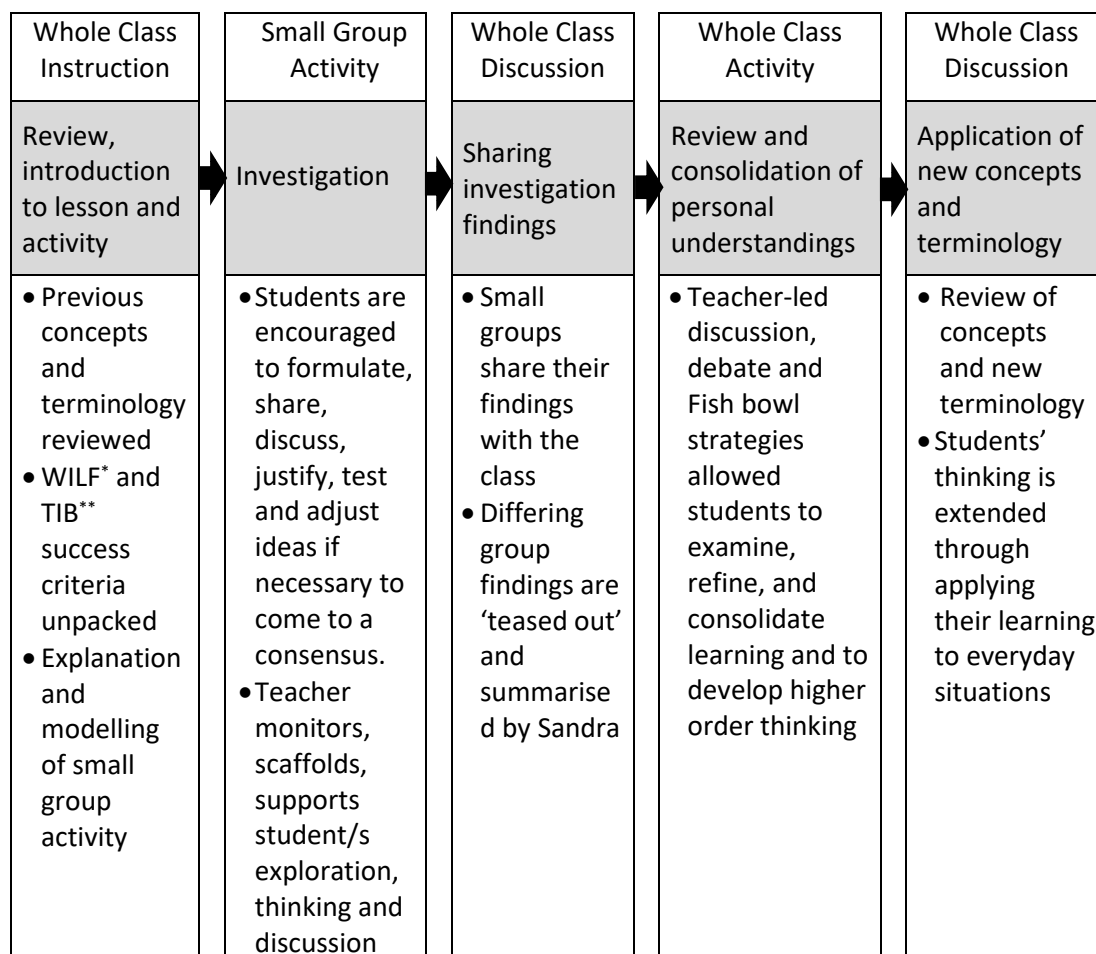 Whole Class
Instruction
Review,
introduction
to lesson and
activity
• Previous
concepts
and
terminology
reviewed
• WILF* and
TIB**
success
criteria
unpacked
• Explanation
and
modelling
of small
group
activity
Small Group
Activity
Investigation
• Students are
encouraged
to formulate,
share,
discuss,
justify, test
and adjust
ideas if
necessary to
come to a
consensus.
• Teacher
monitors,
scaffolds,
supports
student/s
exploration,
thinking and
discussion
Whole Class
Discussion
Sharing
investigation
findings
• Small
groups
share their
findings
with the
class
• Differing
group
findings are
‘teased out’
and
summarise
d by Sandra
Whole Class
Activity
Review and
consolidation of
personal
understandings
• Teacher-led
discussion,
debate and
Fish bowl
strategies
allowed
students to
examine,
refine, and
consolidate
learning and to
develop higher
order thinking
Whole Class
Discussion
Application of
new concepts
and
terminology
• Review of
concepts
and new
terminology
• Students’
thinking is
extended
through
applying
their learning
to everyday
situations